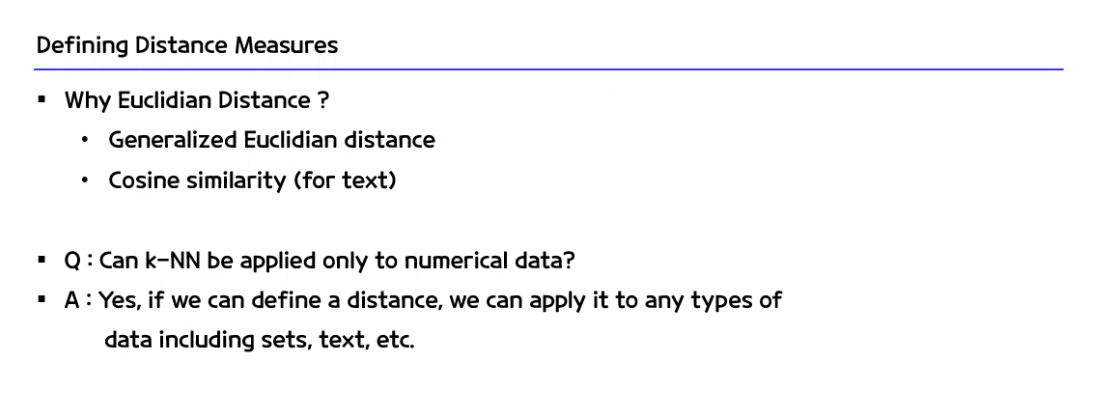 Defining Distance Measures
▪ Why Euclidian Distance ?
• Generalized Euclidian distance
• Cosine similarity (for text)
▪ Q : Can k-NN be applied only to numerical data?
▪ A : Yes, if we can define a distance, we can apply it to any types of
data including sets, text, etc.